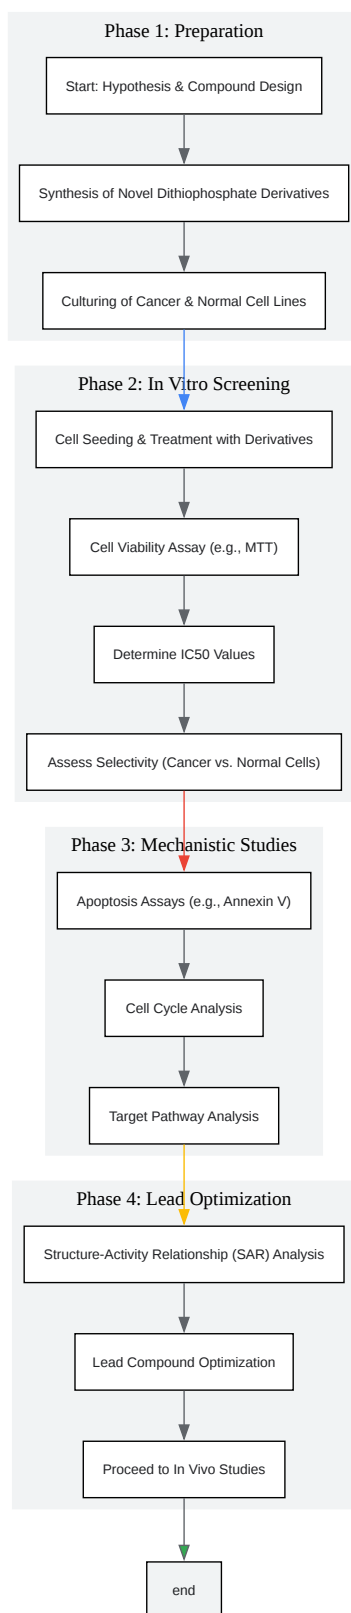 Phase 1: Preparation
Start: Hypothesis & Compound Design
Synthesis of Novel Dithiophosphate Derivatives
Culturing of Cancer & Normal Cell Lines
Phase 2: In Vitro Screening
Cell Seeding & Treatment with Derivatives
Cell Viability Assay (e.g., MTT)
Determine IC50 Values
Assess Selectivity (Cancer vs. Normal Cells)
Phase 3: Mechanistic Studies
Apoptosis Assays (e.g., Annexin V)
Cell Cycle Analysis
Target Pathway Analysis
Phase 4: Lead Optimization
Structure-Activity Relationship (SAR) Analysis
Lead Compound Optimization
Proceed to In Vivo Studies
end